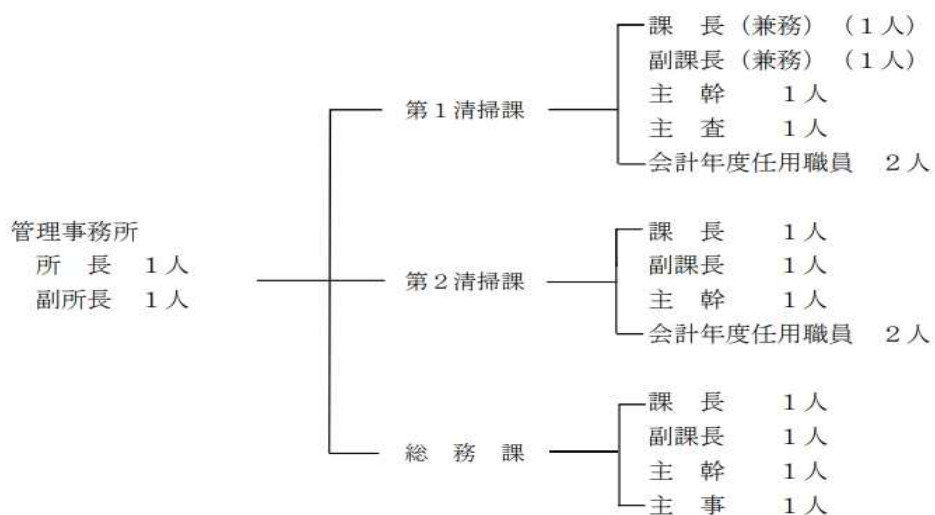 管理事務所
所　長　１人
副所長　１人
第１清掃課
課　長（兼務）（１人）
副課長（兼務）（１人）
主　幹　　１人
主　査　　１人
会計年度任用職員　２人
第２清掃課
課　長　　１人
副課長　　１人
主　幹　　１人
会計年度任用職員　２人
総　務　課
課　長　　１人
副課長　　１人
主　幹　　１人
主　事　　１人